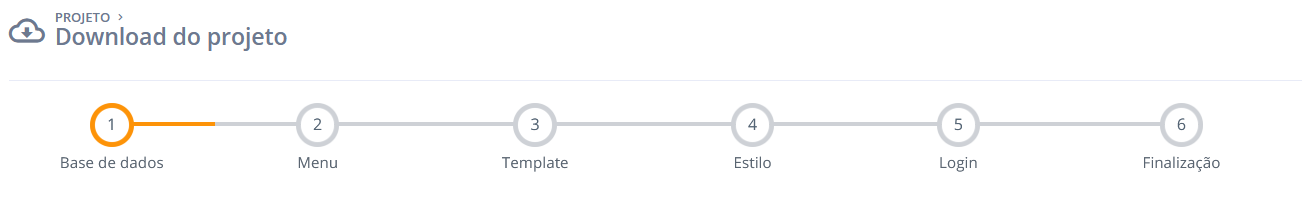 PROJETO >
Download do projeto
1 2 3 4 5 6
Base de dados Menu Template Estilo Login Finalização